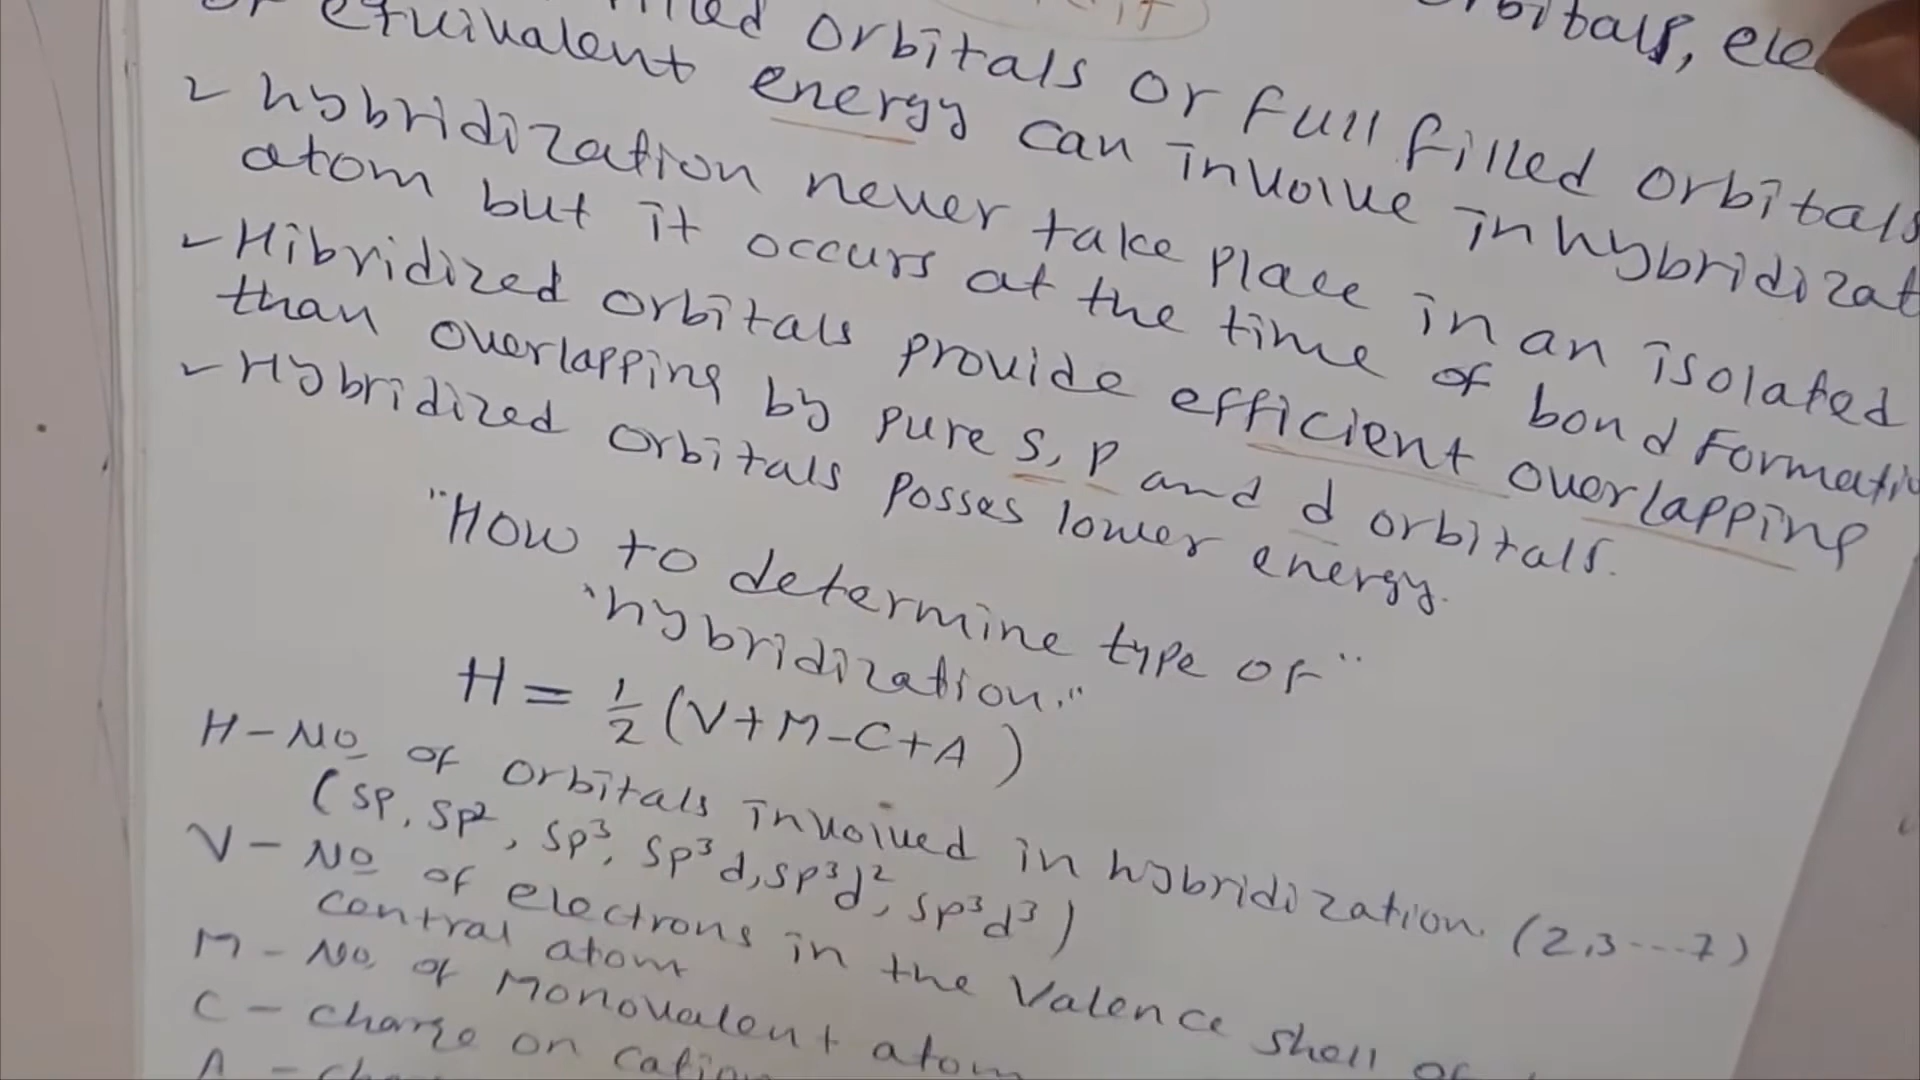 orbitals, ele
filled orbitals or full filled orbitals
of equivalent energy can involve in hybridizat
hybridization never take place in an isolated
atom but it occurs at the time of bond Formatio
Hibridized orbitals provide efficient overlapping
than overlapping by pure s, p and d orbitals.
Hybridized orbitals posses lower energy.
"How to determine type of"
"hybridization."
H = 1/2 (V+M-C+A)
H - No of orbitals involved in hybridization. (2,3---7)
(sp, sp², sp³, sp³d, sp³d², sp³d³)
V - No of electrons in the Valence shell of
central atom
M - No. of Monovalent atom
C - charge on cation
A - cha